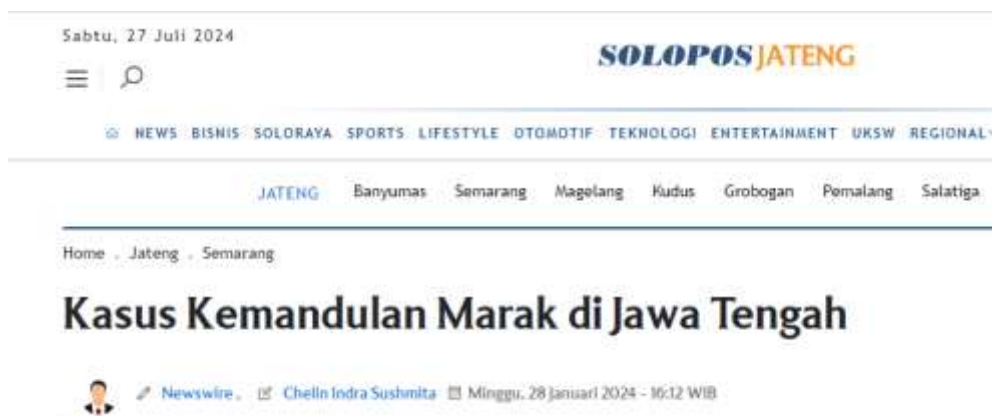 Sabtu, 27 Juli 2024
SOLOPOS JATENG
NEWS BISNIS SOLORAYA SPORTS LIFESTYLE OTOMOTIF TEKNOLOGI ENTERTAINMENT UKSW REGIONAL
JATENG Banyumas Semarang Magelang Kudus Grobogan Pemalang Salatiga
Home . Jateng . Semarang
Kasus Kemandulan Marak di Jawa Tengah
Newswire, Chelin Indra Sushmita Minggu, 28 Januari 2024 - 16:12 WIB